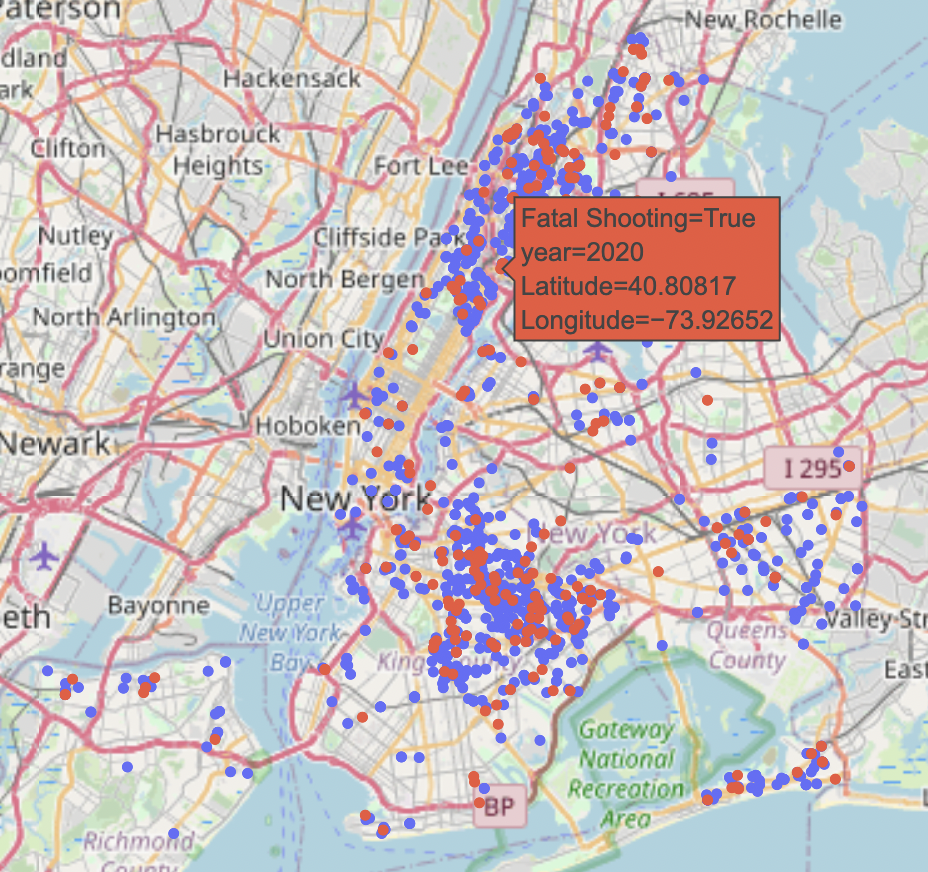 Paterson
New Rochelle
dland
ark
Hackensack
Hasbrouck
Heights
Clifton
Fort Lee
I 695
Fatal Shooting=True
year=2020
Latitude=40.80817
Longitude=−73.92652
Nutley
Cliffside Park
oomfield
North Bergen
North Arlington
Union City
range
Hoboken
Newark
I 295
New York
New York
eth
Bayonne
Upper
New York
Bay
Valley Str
Queens
County
Kings County
East
Gateway
National
Recreation
Area
BP
Richmond
County